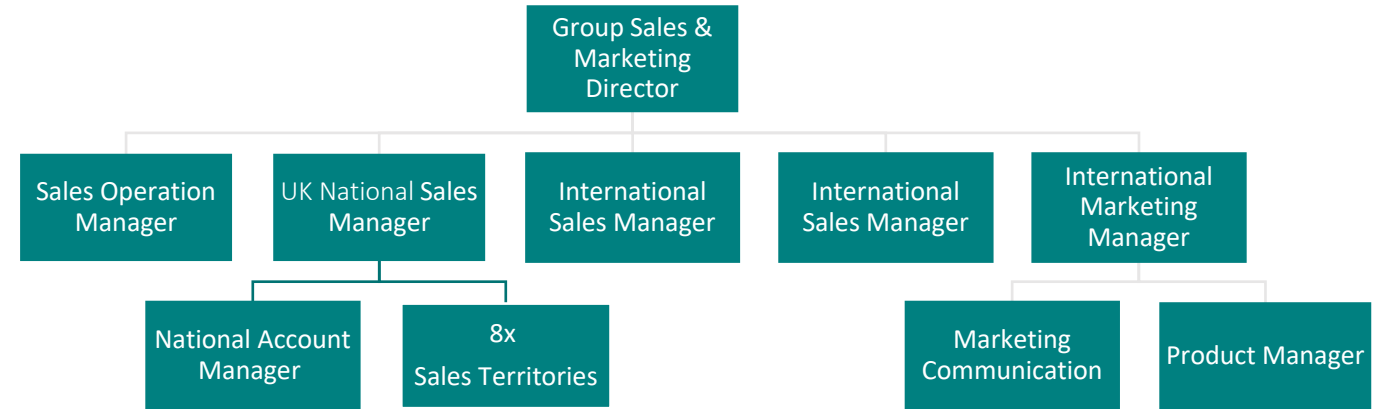 Group Sales &
Marketing
Director
Sales Operation
Manager
UK National Sales
Manager
International
Sales Manager
International
Sales Manager
International
Marketing
Manager
National Account
Manager
8x
Sales Territories
Marketing
Communication
Product Manager